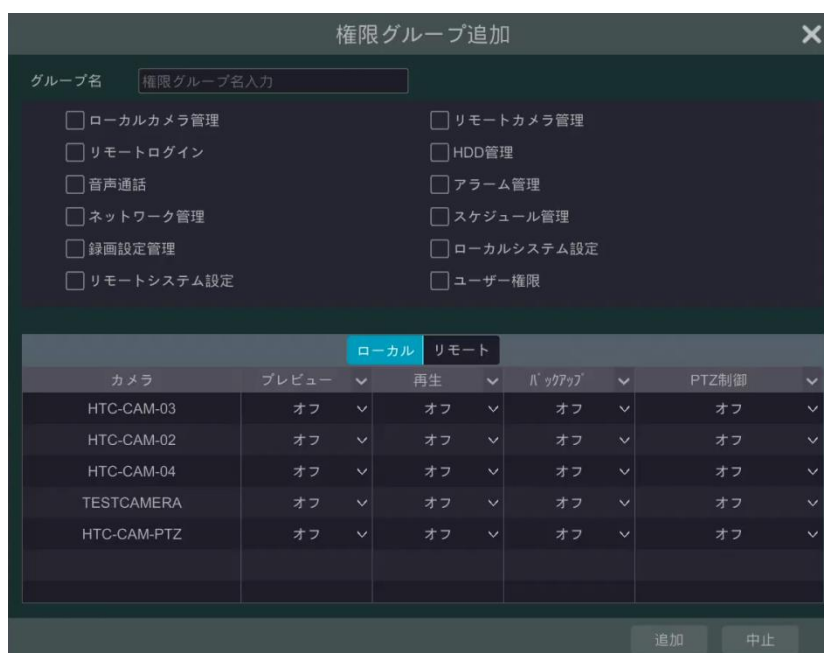 権限グループ追加
グループ名 権限グループ名入力
ローカルカメラ管理 リモートカメラ管理
リモートログイン HDD管理
音声通話 アラーム管理
ネットワーク管理 スケジュール管理
録画設定管理 ローカルシステム設定
リモートシステム設定 ユーザー権限
ローカル リモート
カメラ プレビュー 再生 ﾊﾞｯｸｱｯﾌﾟ PTZ制御
HTC-CAM-03 オフ オフ オフ オフ
HTC-CAM-02 オフ オフ オフ オフ
HTC-CAM-04 オフ オフ オフ オフ
TESTCAMERA オフ オフ オフ オフ
HTC-CAM-PTZ オフ オフ オフ オフ
追加 中止